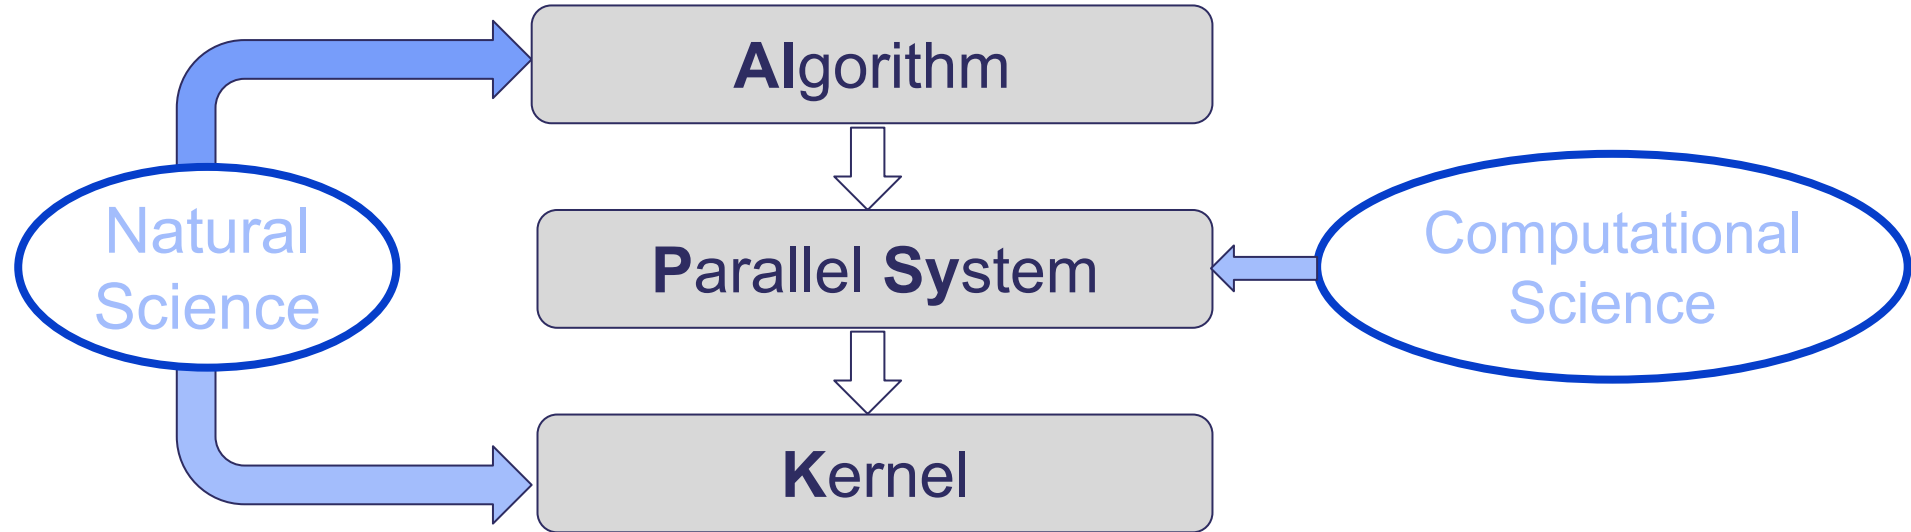 Algorithm
Natural
Science
Parallel System
Computational
Science
Kernel